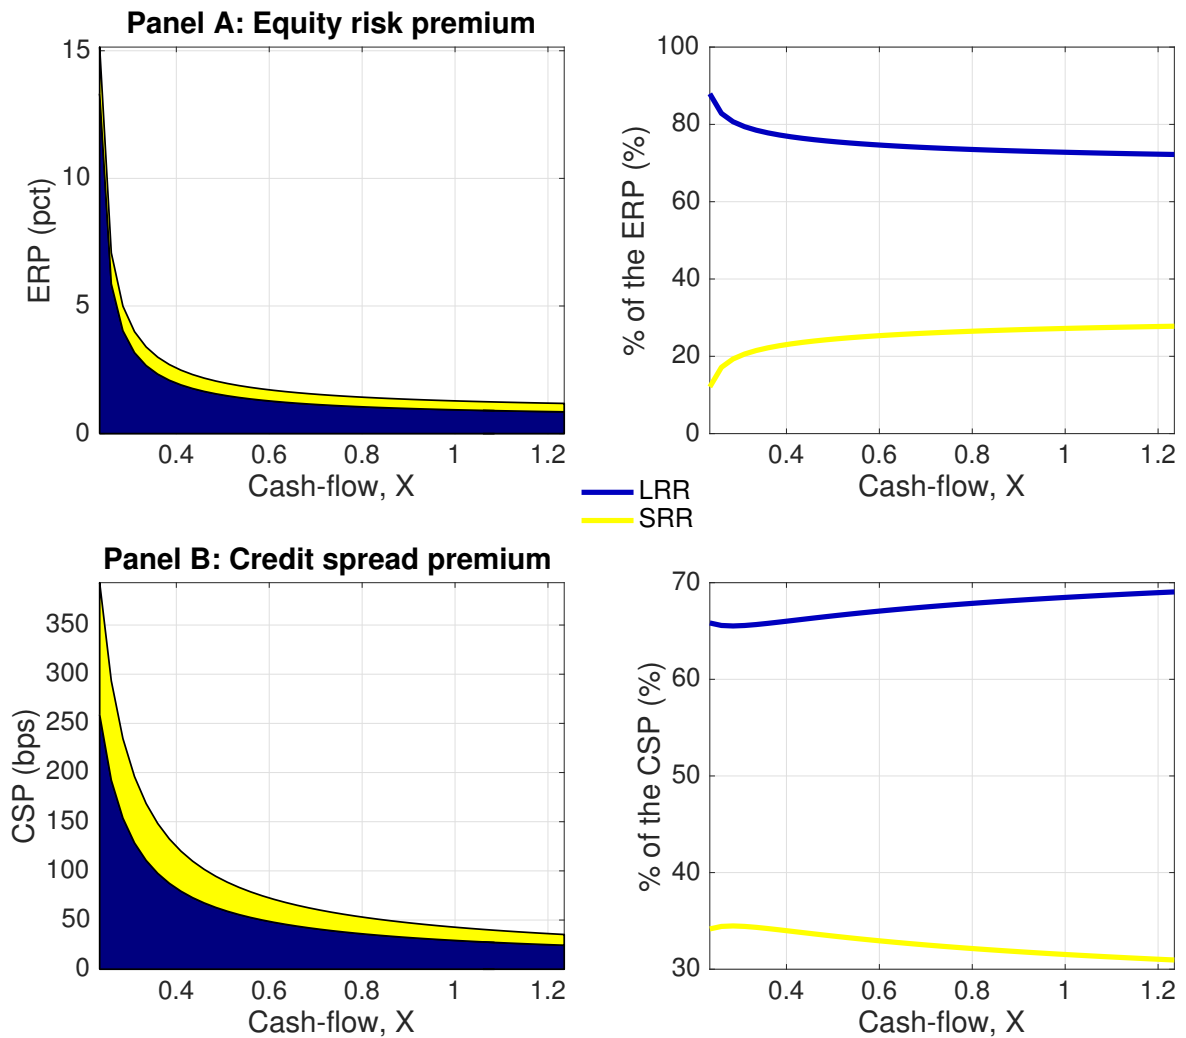 Panel A: Equity risk premium
ERP (pct)
15
10
5
0
0.4 0.6 0.8 1 1.2
Cash-flow, X
% of the ERP (%)
100
80
60
40
20
0
0.4 0.6 0.8 1 1.2
Cash-flow, X
LRR
SRR
Panel B: Credit spread premium
CSP (bps)
350
300
250
200
150
100
50
0
0.4 0.6 0.8 1 1.2
Cash-flow, X
% of the CSP (%)
70
60
50
40
30
0.4 0.6 0.8 1 1.2
Cash-flow, X